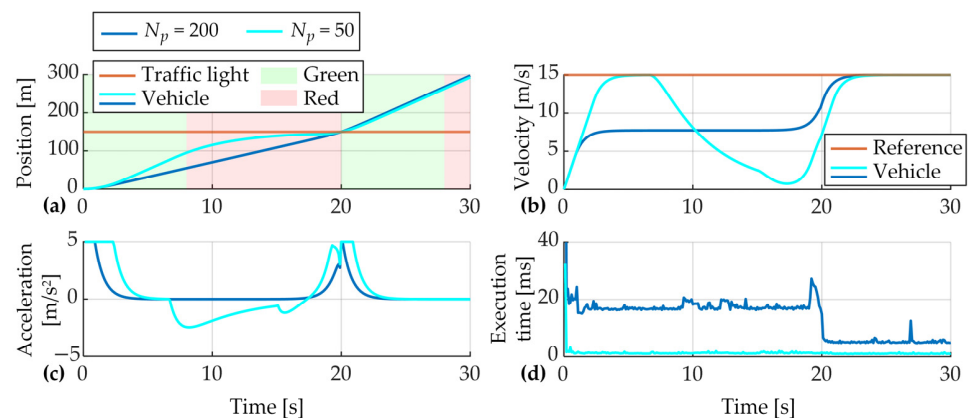 N_p = 200 N_p = 50
Traffic light Green
Vehicle Red
Position [m]
300
200
100
0
0 10 20 30
(a)
Velocity [m/s]
15
10
5
0
Reference
Vehicle
0 10 20 30
(b)
Acceleration
[m/s²]
5
0
−5
0 10 20 30
(c)
Time [s]
Execution
time [ms]
40
20
0
0 10 20 30
(d)
Time [s]